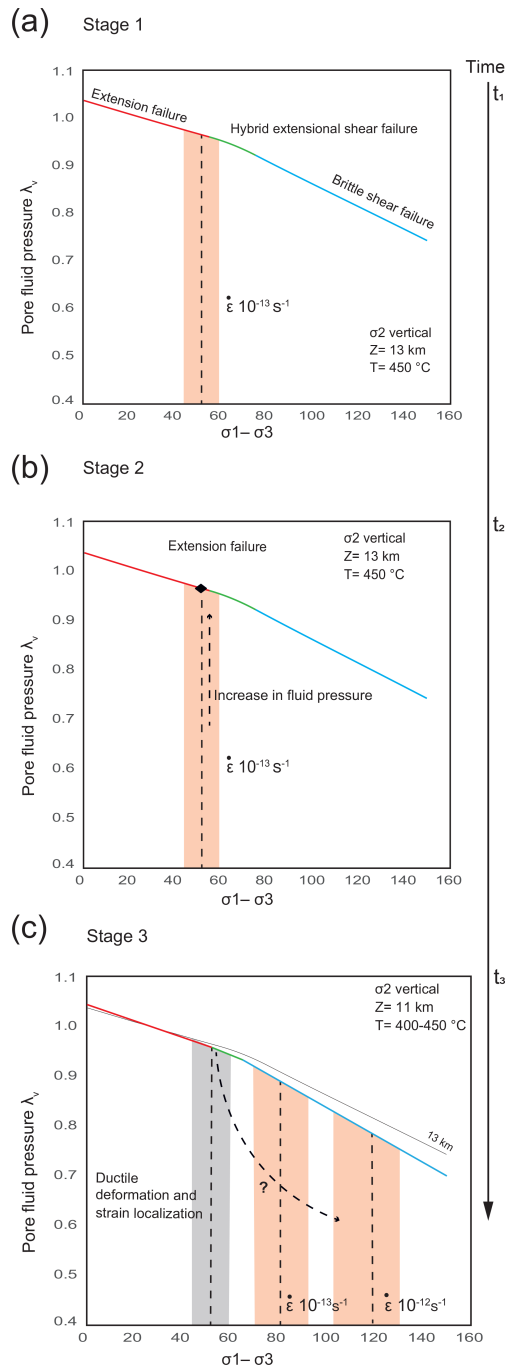 (a) Stage 1
Time
t₁
1.1
1.0
0.9
0.8
0.7
0.6
0.5
0.4
Pore fluid pressure λv
Extension failure
Hybrid extensional shear failure
Brittle shear failure
ε̇ 10⁻¹³ s⁻¹
σ2 vertical
Z= 13 km
T= 450 °C
0 20 40 60 80 100 120 140 160
σ1– σ3
(b) Stage 2
t₂
1.1
1.0
0.9
0.8
0.7
0.6
0.5
0.4
Pore fluid pressure λv
Extension failure
σ2 vertical
Z= 13 km
T= 450 °C
Increase in fluid pressure
ε̇ 10⁻¹³ s⁻¹
0 20 40 60 80 100 120 140 160
σ1– σ3
(c) Stage 3
t₃
1.1
1.0
0.9
0.8
0.7
0.6
0.5
0.4
Pore fluid pressure λv
σ2 vertical
Z= 11 km
T= 400-450 °C
13 km
Ductile
deformation and
strain localization
?
ε̇ 10⁻¹³s⁻¹
ε̇ 10⁻¹²s⁻¹
0 20 40 60 80 100 120 140 160
σ1– σ3